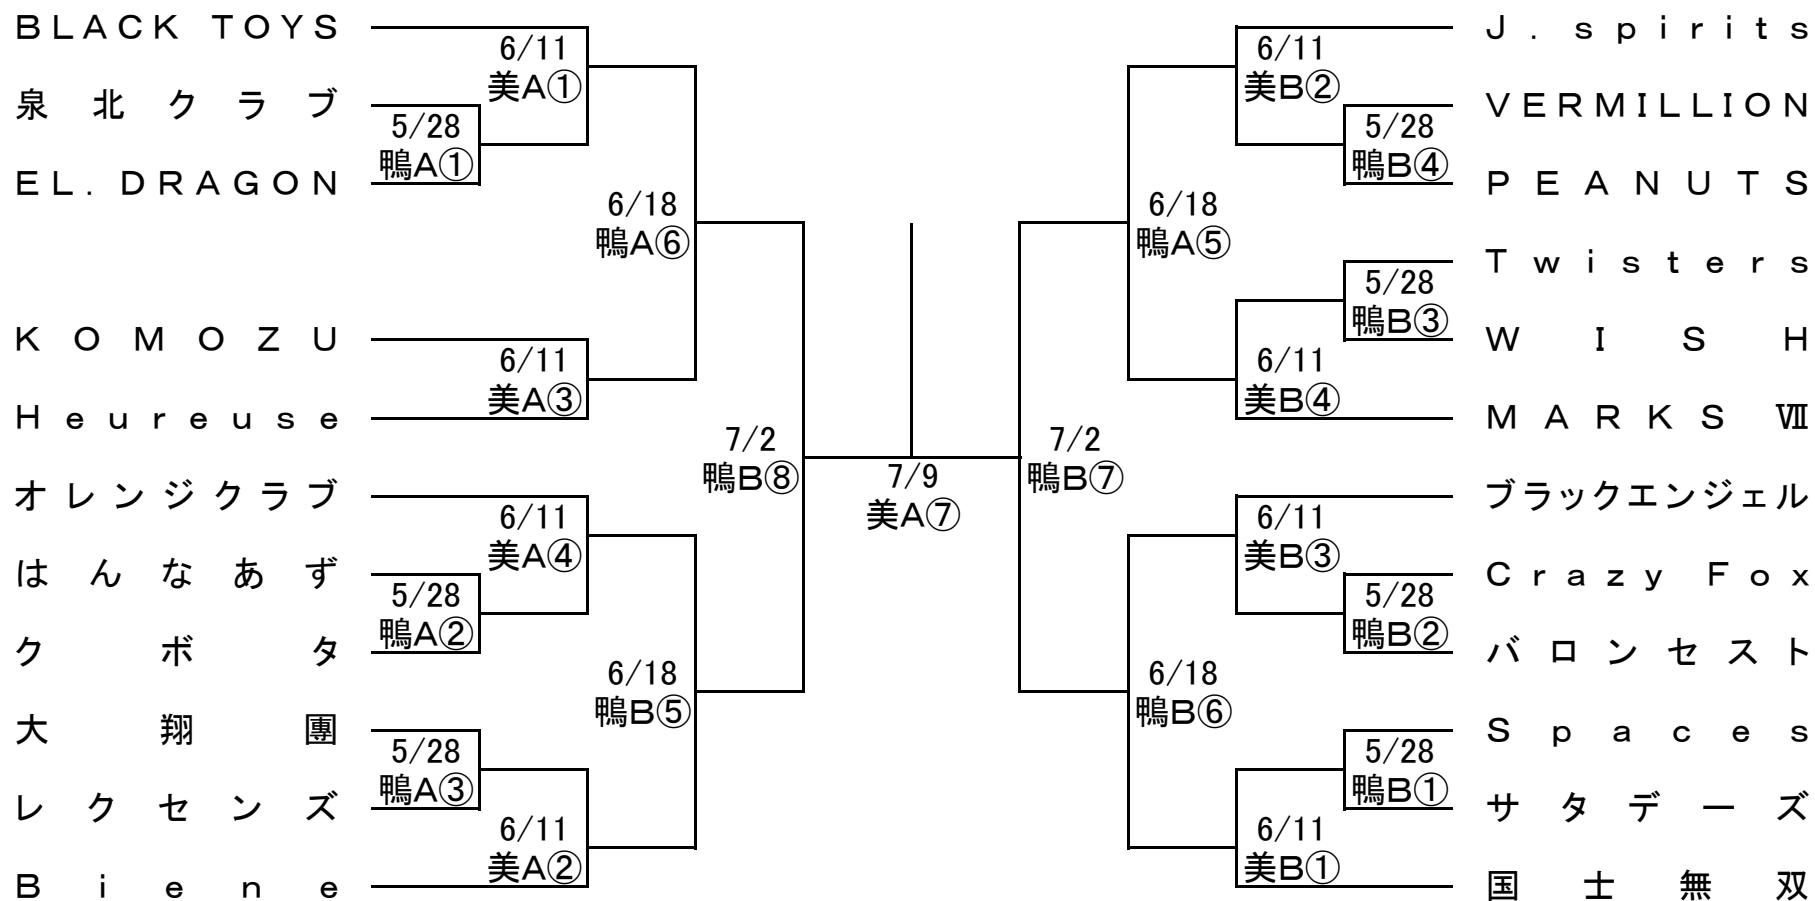 BLACK TOYS
6/11
美A①
泉北クラブ
5/28
鴨A①
EL. DRAGON
6/18
鴨A⑥
KOMOZU
6/11
美A③
Heureuse
7/2
鴨B⑧
オレンジクラブ
6/11
美A④
はんなあず
5/28
鴨A②
クボタ
6/18
鴨B⑤
大翔團
5/28
鴨A③
レクセンズ
6/11
美A②
Biene
7/9
美A⑦
J. spirits
6/11
美B②
VERMILLION
5/28
鴨B④
PEANUTS
6/18
鴨A⑤
Twisters
5/28
鴨B③
WISH
6/11
美B④
MARKS Ⅶ
7/2
鴨B⑦
ブラックエンジェル
6/11
美B③
Crazy Fox
5/28
鴨B②
バロンセスト
6/18
鴨B⑥
Spaces
5/28
鴨B①
サタデーズ
6/11
美B①
国士無双